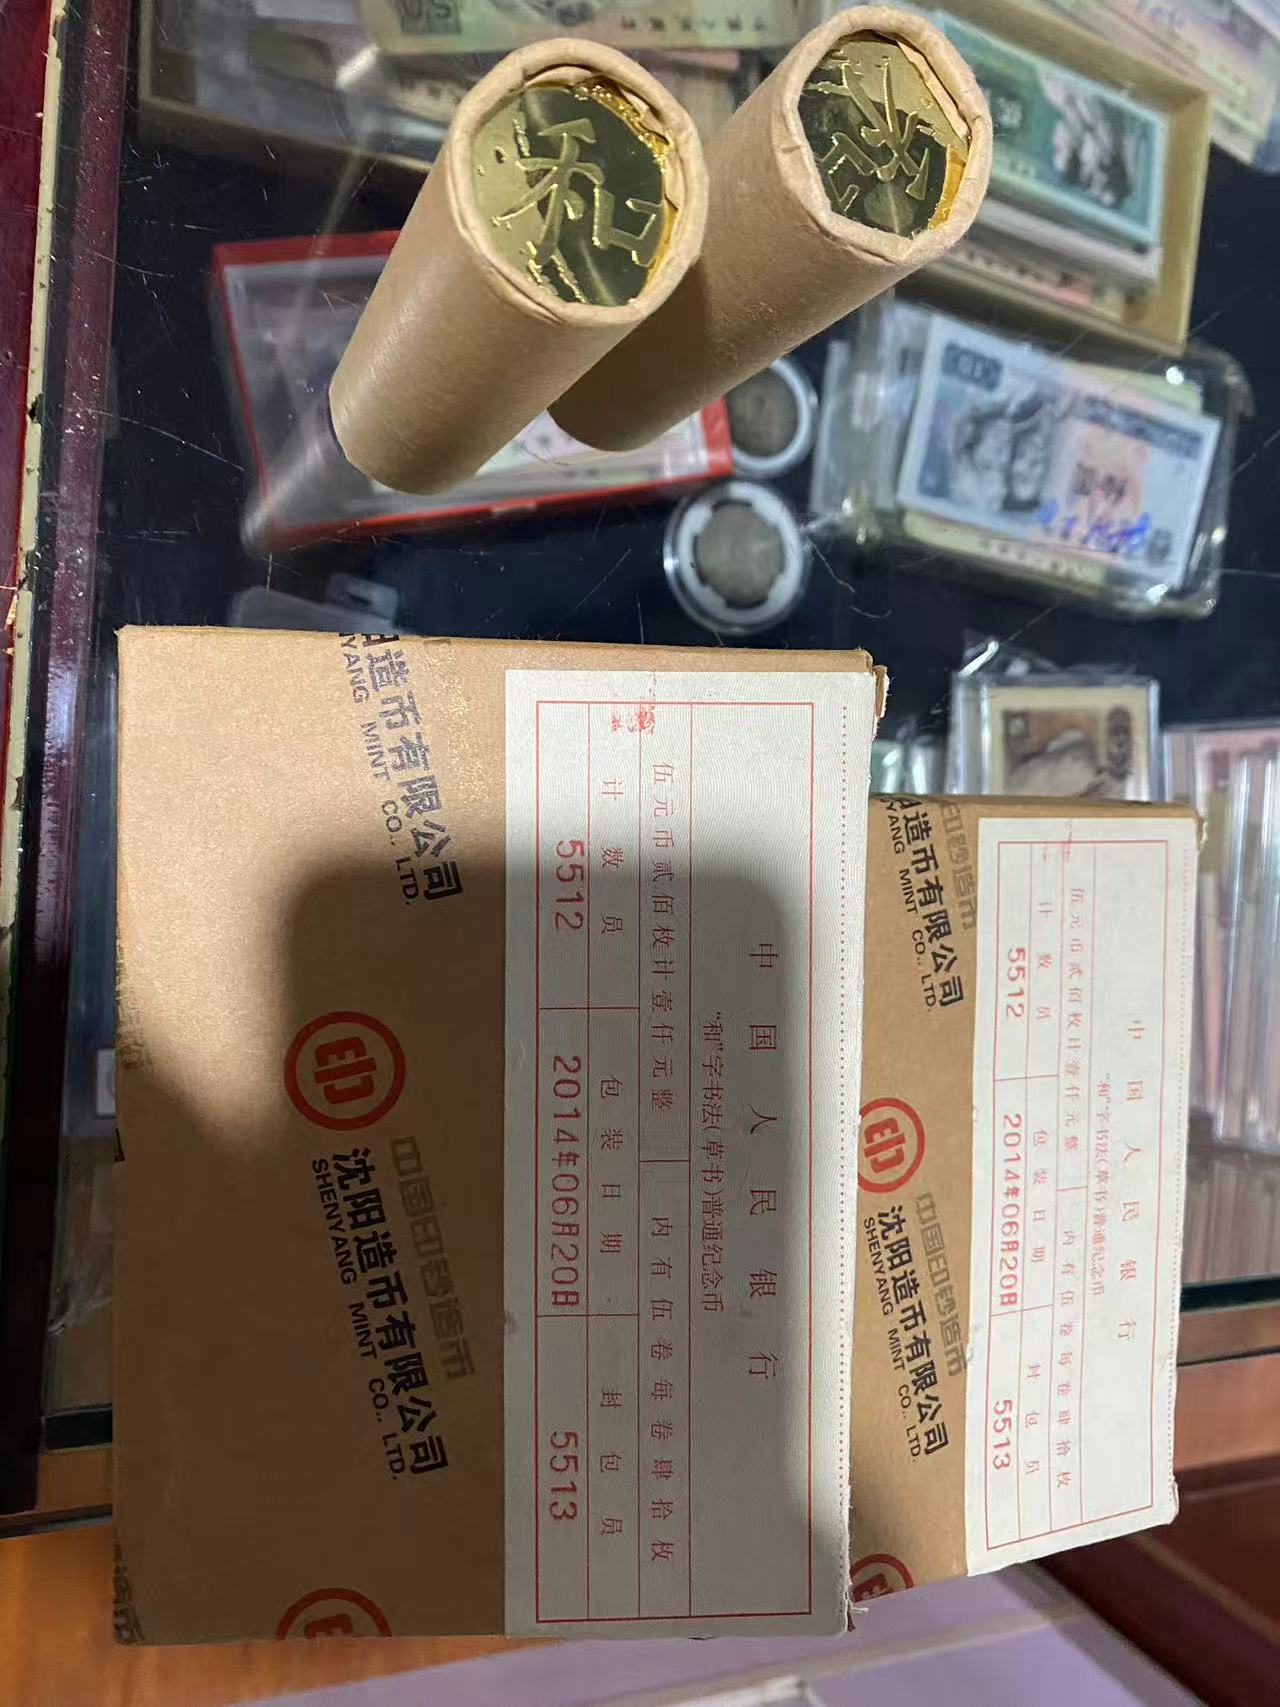 和
和
造币有限公司
YANG MINT CO., LTD.
中国人民银行
"和"字书法(草书)普通纪念币
伍元币贰佰枚计壹仟元整
内有伍卷每卷肆拾枚
计数员
包装日期
封包员
5512
2014年06月20日
5513
中国印钞造币
沈阳造币有限公司
SHENYANG MINT CO., LTD.
印钞造币
造币有限公司
YANG MINT CO., LTD.
中国人民银行
"和"字书法(草书)普通纪念币
伍元币贰佰枚计壹仟元整
内有伍卷每卷肆拾枚
计数员
包装日期
封包员
5512
2014年06月20日
5513
中国印钞造币
沈阳造币有限公司
SHENYANG MINT CO., LTD.